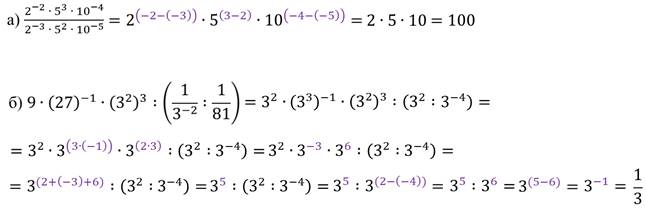 а) \frac{2^{-2} \cdot 5^3 \cdot 10^{-4}}{2^{-3} \cdot 5^2 \cdot 10^{-5}} = 2^{(-2-(-3))} \cdot 5^{(3-2)} \cdot 10^{(-4-(-5))} = 2 \cdot 5 \cdot 10 = 100
б) 9 \cdot (27)^{-1} \cdot (3^2)^3 : \left(\frac{1}{3^{-2}} : \frac{1}{81}\right) = 3^2 \cdot (3^3)^{-1} \cdot (3^2)^3 : (3^2 : 3^{-4}) =
= 3^2 \cdot 3^{(3 \cdot (-1))} \cdot 3^{(2 \cdot 3)} : (3^2 : 3^{-4}) = 3^2 \cdot 3^{-3} \cdot 3^6 : (3^2 : 3^{-4}) =
= 3^{(2+(-3)+6)} : (3^2 : 3^{-4}) = 3^5 : (3^2 : 3^{-4}) = 3^5 : 3^{(2-(-4))} = 3^5 : 3^6 = 3^{(5-6)} = 3^{-1} = \frac{1}{3}